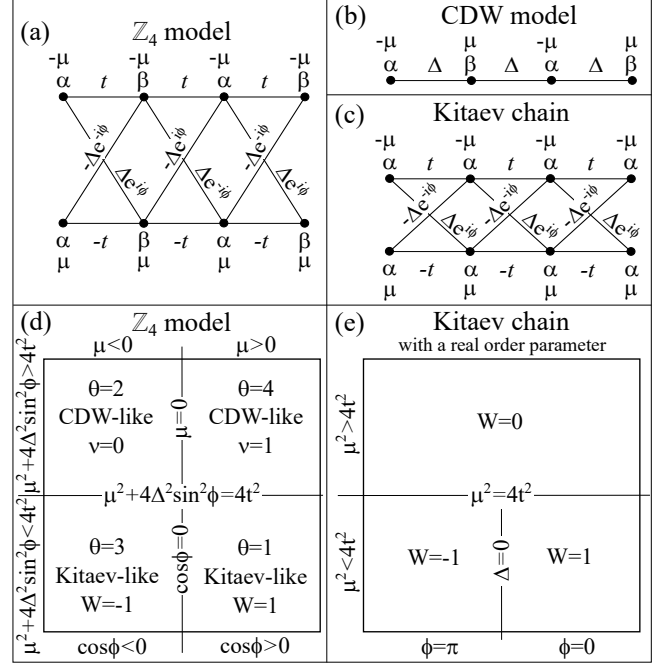 (a) ℤ₄ model
-μ -μ -μ -μ
α t β t α t β
-Δe^{-iϕ} Δe^{iϕ} -Δe^{-iϕ} Δe^{iϕ} -Δe^{-iϕ} Δe^{iϕ}
α -t β -t α -t β
μ μ μ μ
(b) CDW model
-μ μ -μ μ
α Δ β Δ α Δ β
(c) Kitaev chain
-μ -μ -μ -μ
α t α t α t α
-Δe^{-iϕ} Δe^{iϕ} -Δe^{-iϕ} Δe^{iϕ} -Δe^{-iϕ} Δe^{iϕ}
α -t α -t α -t α
μ μ μ μ
(d) ℤ₄ model
μ<0 μ>0
μ²+4Δ²sin²ϕ>4t²
θ=2 θ=4
CDW-like μ=0 CDW-like
ν=0 ν=1
μ²+4Δ²sin²ϕ=4t²
μ²+4Δ²sin²ϕ<4t²
θ=3 cosϕ=0 θ=1
Kitaev-like Kitaev-like
W=-1 W=1
cosϕ<0 cosϕ>0
(e) Kitaev chain
with a real order parameter
μ²>4t²
W=0
μ²=4t²
μ²<4t²
W=-1 Δ=0 W=1
ϕ=π ϕ=0